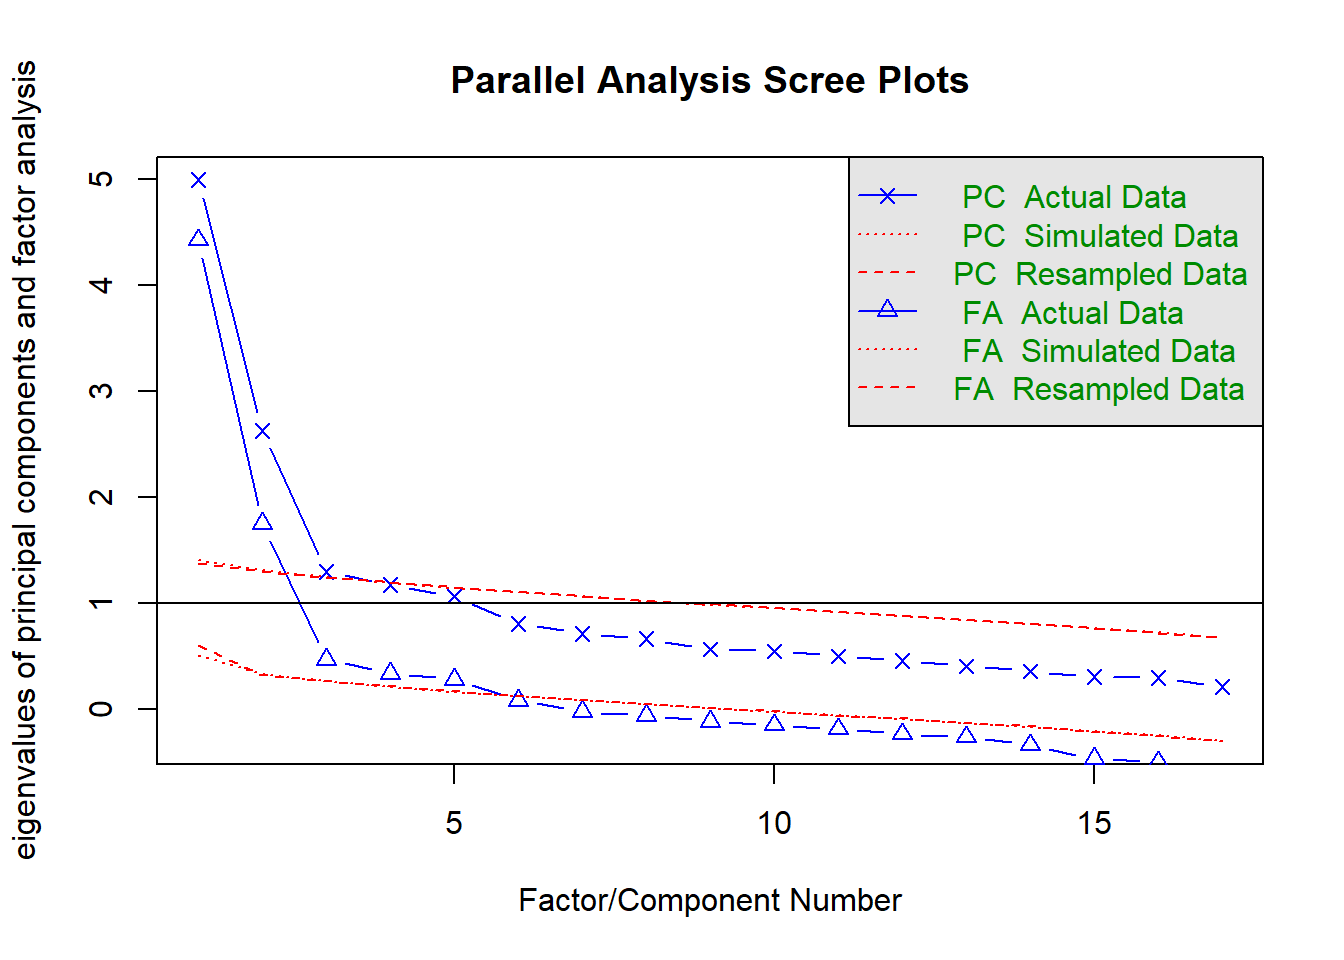 Parallel Analysis Scree Plots
eigenvalues of principal components and factor analysis
5
4
3
2
1
0
PC Actual Data
PC Simulated Data
PC Resampled Data
FA Actual Data
FA Simulated Data
FA Resampled Data
5 10 15
Factor/Component Number